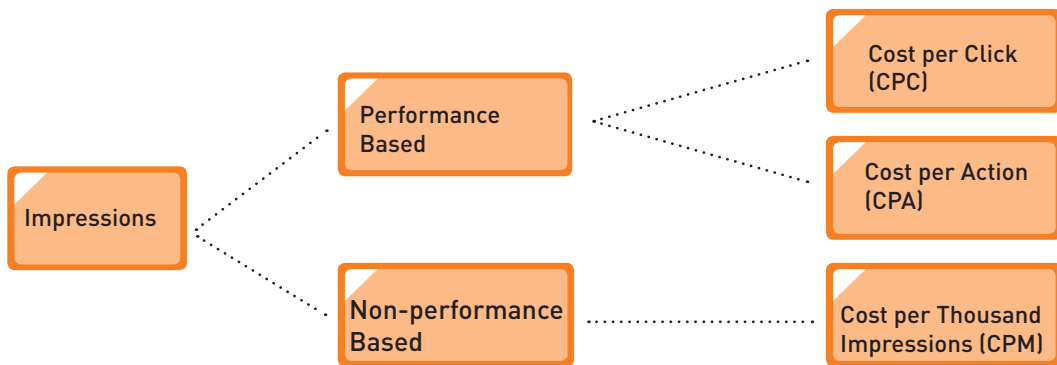 Impressions
Performance
Based
Non-performance
Based
Cost per Click
(CPC)
Cost per Action
(CPA)
Cost per Thousand
Impressions (CPM)